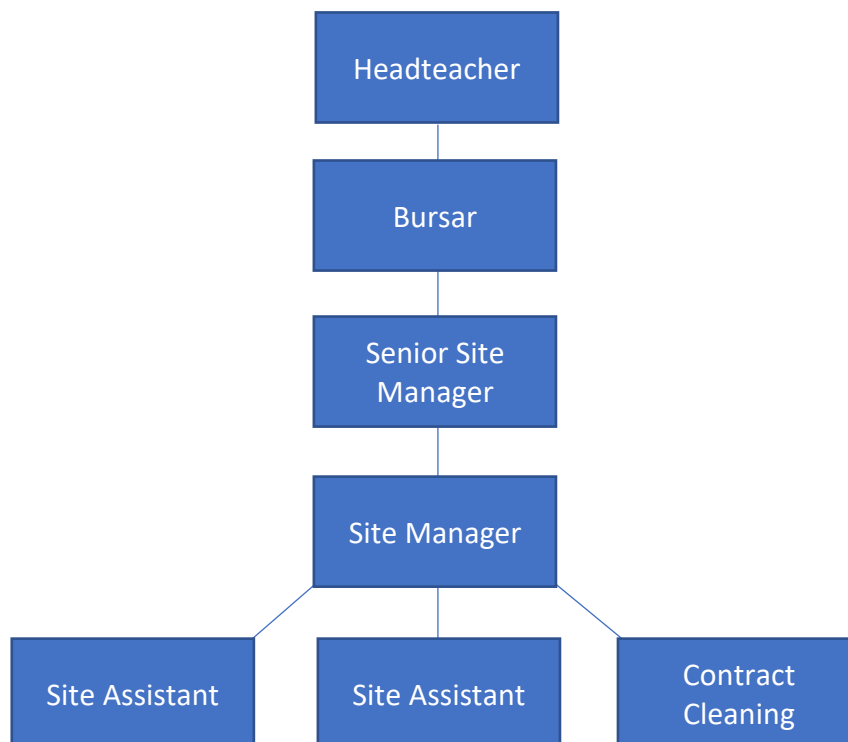 Headteacher
Bursar
Senior Site
Manager
Site Manager
Site Assistant
Site Assistant
Contract
Cleaning